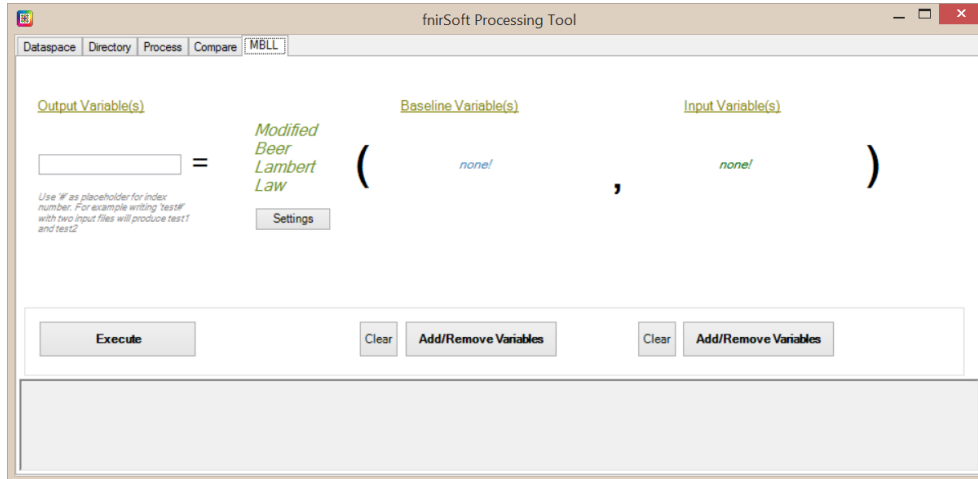 fnirSoft Processing Tool
Dataspace Directory Process Compare MBLL
Output Variable(s)
Baseline Variable(s)
Input Variable(s)
Modified
Beer
Lambert
Law
=
(
none!
,
none!
)
Use '#' as placeholder for index
number. For example writing 'test#'
with two input files will produce test1
and test2
Settings
Execute
Clear
Add/Remove Variables
Clear
Add/Remove Variables